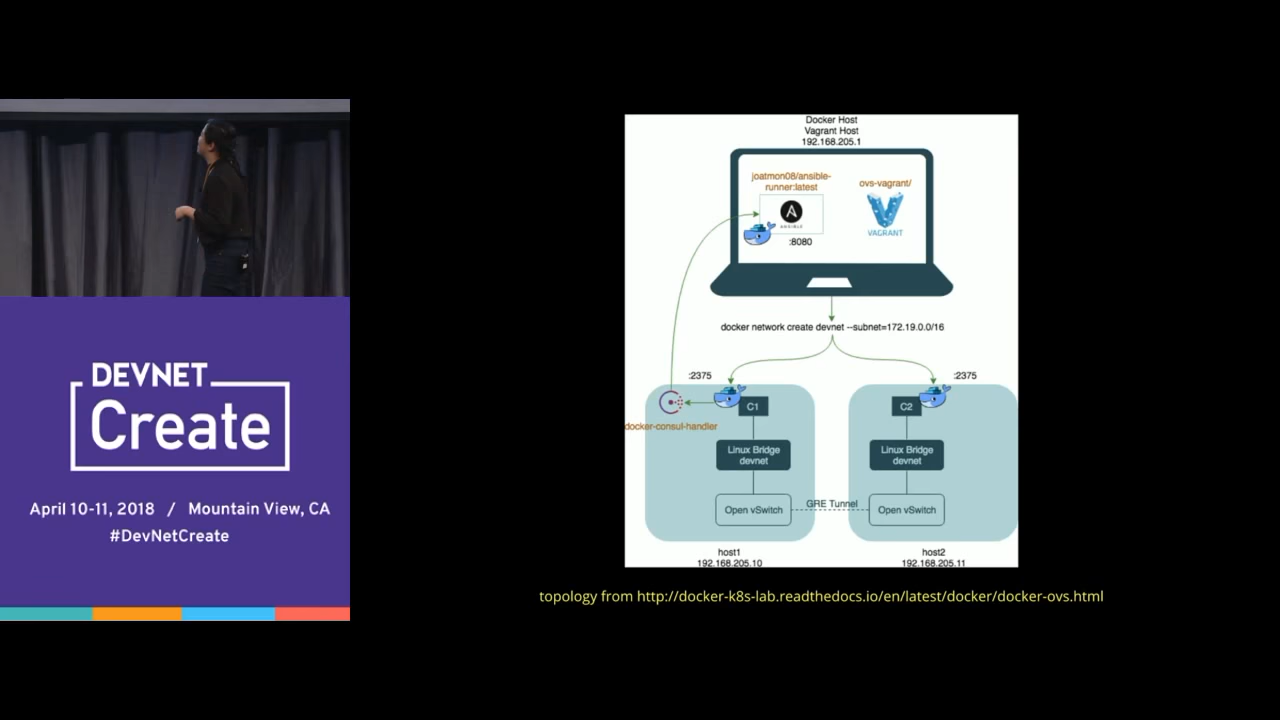 DEVNET
Create
April 10-11, 2018 / Mountain View, CA
#DevNetCreate
Docker Host
Vagrant Host
192.168.205.1
joatmon08/ansible-
runner:latest
A
ANSIBLE
:8080
ovs-vagrant/
V
VAGRANT
docker network create devnet --subnet=172.19.0.0/16
:2375
:2375
docker-consul-handler
C1
C2
Linux Bridge
devnet
Linux Bridge
devnet
Open vSwitch
GRE Tunnel
Open vSwitch
host1
192.168.205.10
host2
192.168.205.11
topology from http://docker-k8s-lab.readthedocs.io/en/latest/docker/docker-ovs.html